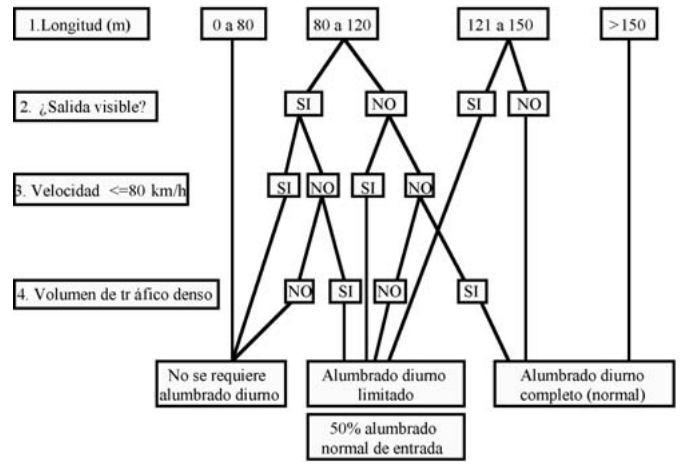 1.Longitud (m) 0 a 80 80 a 120 121 a 150 >150
2. ¿Salida visible? SI NO SI NO
3. Velocidad <=80 km/h SI NO SI NO
4. Volumen de tr áfico denso NO SI NO SI
No se requiere
alumbrado diurno
Alumbrado diurno
limitado
Alumbrado diurno
completo (normal)
50% alumbrado
normal de entrada